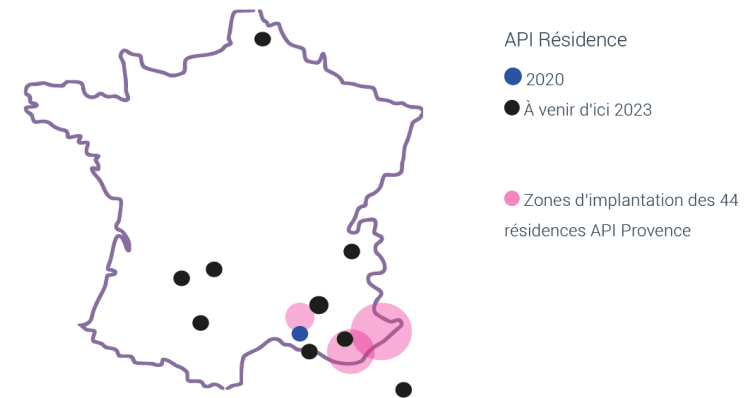 API Résidence
2020
À venir d'ici 2023
Zones d'implantation des 44
résidences API Provence